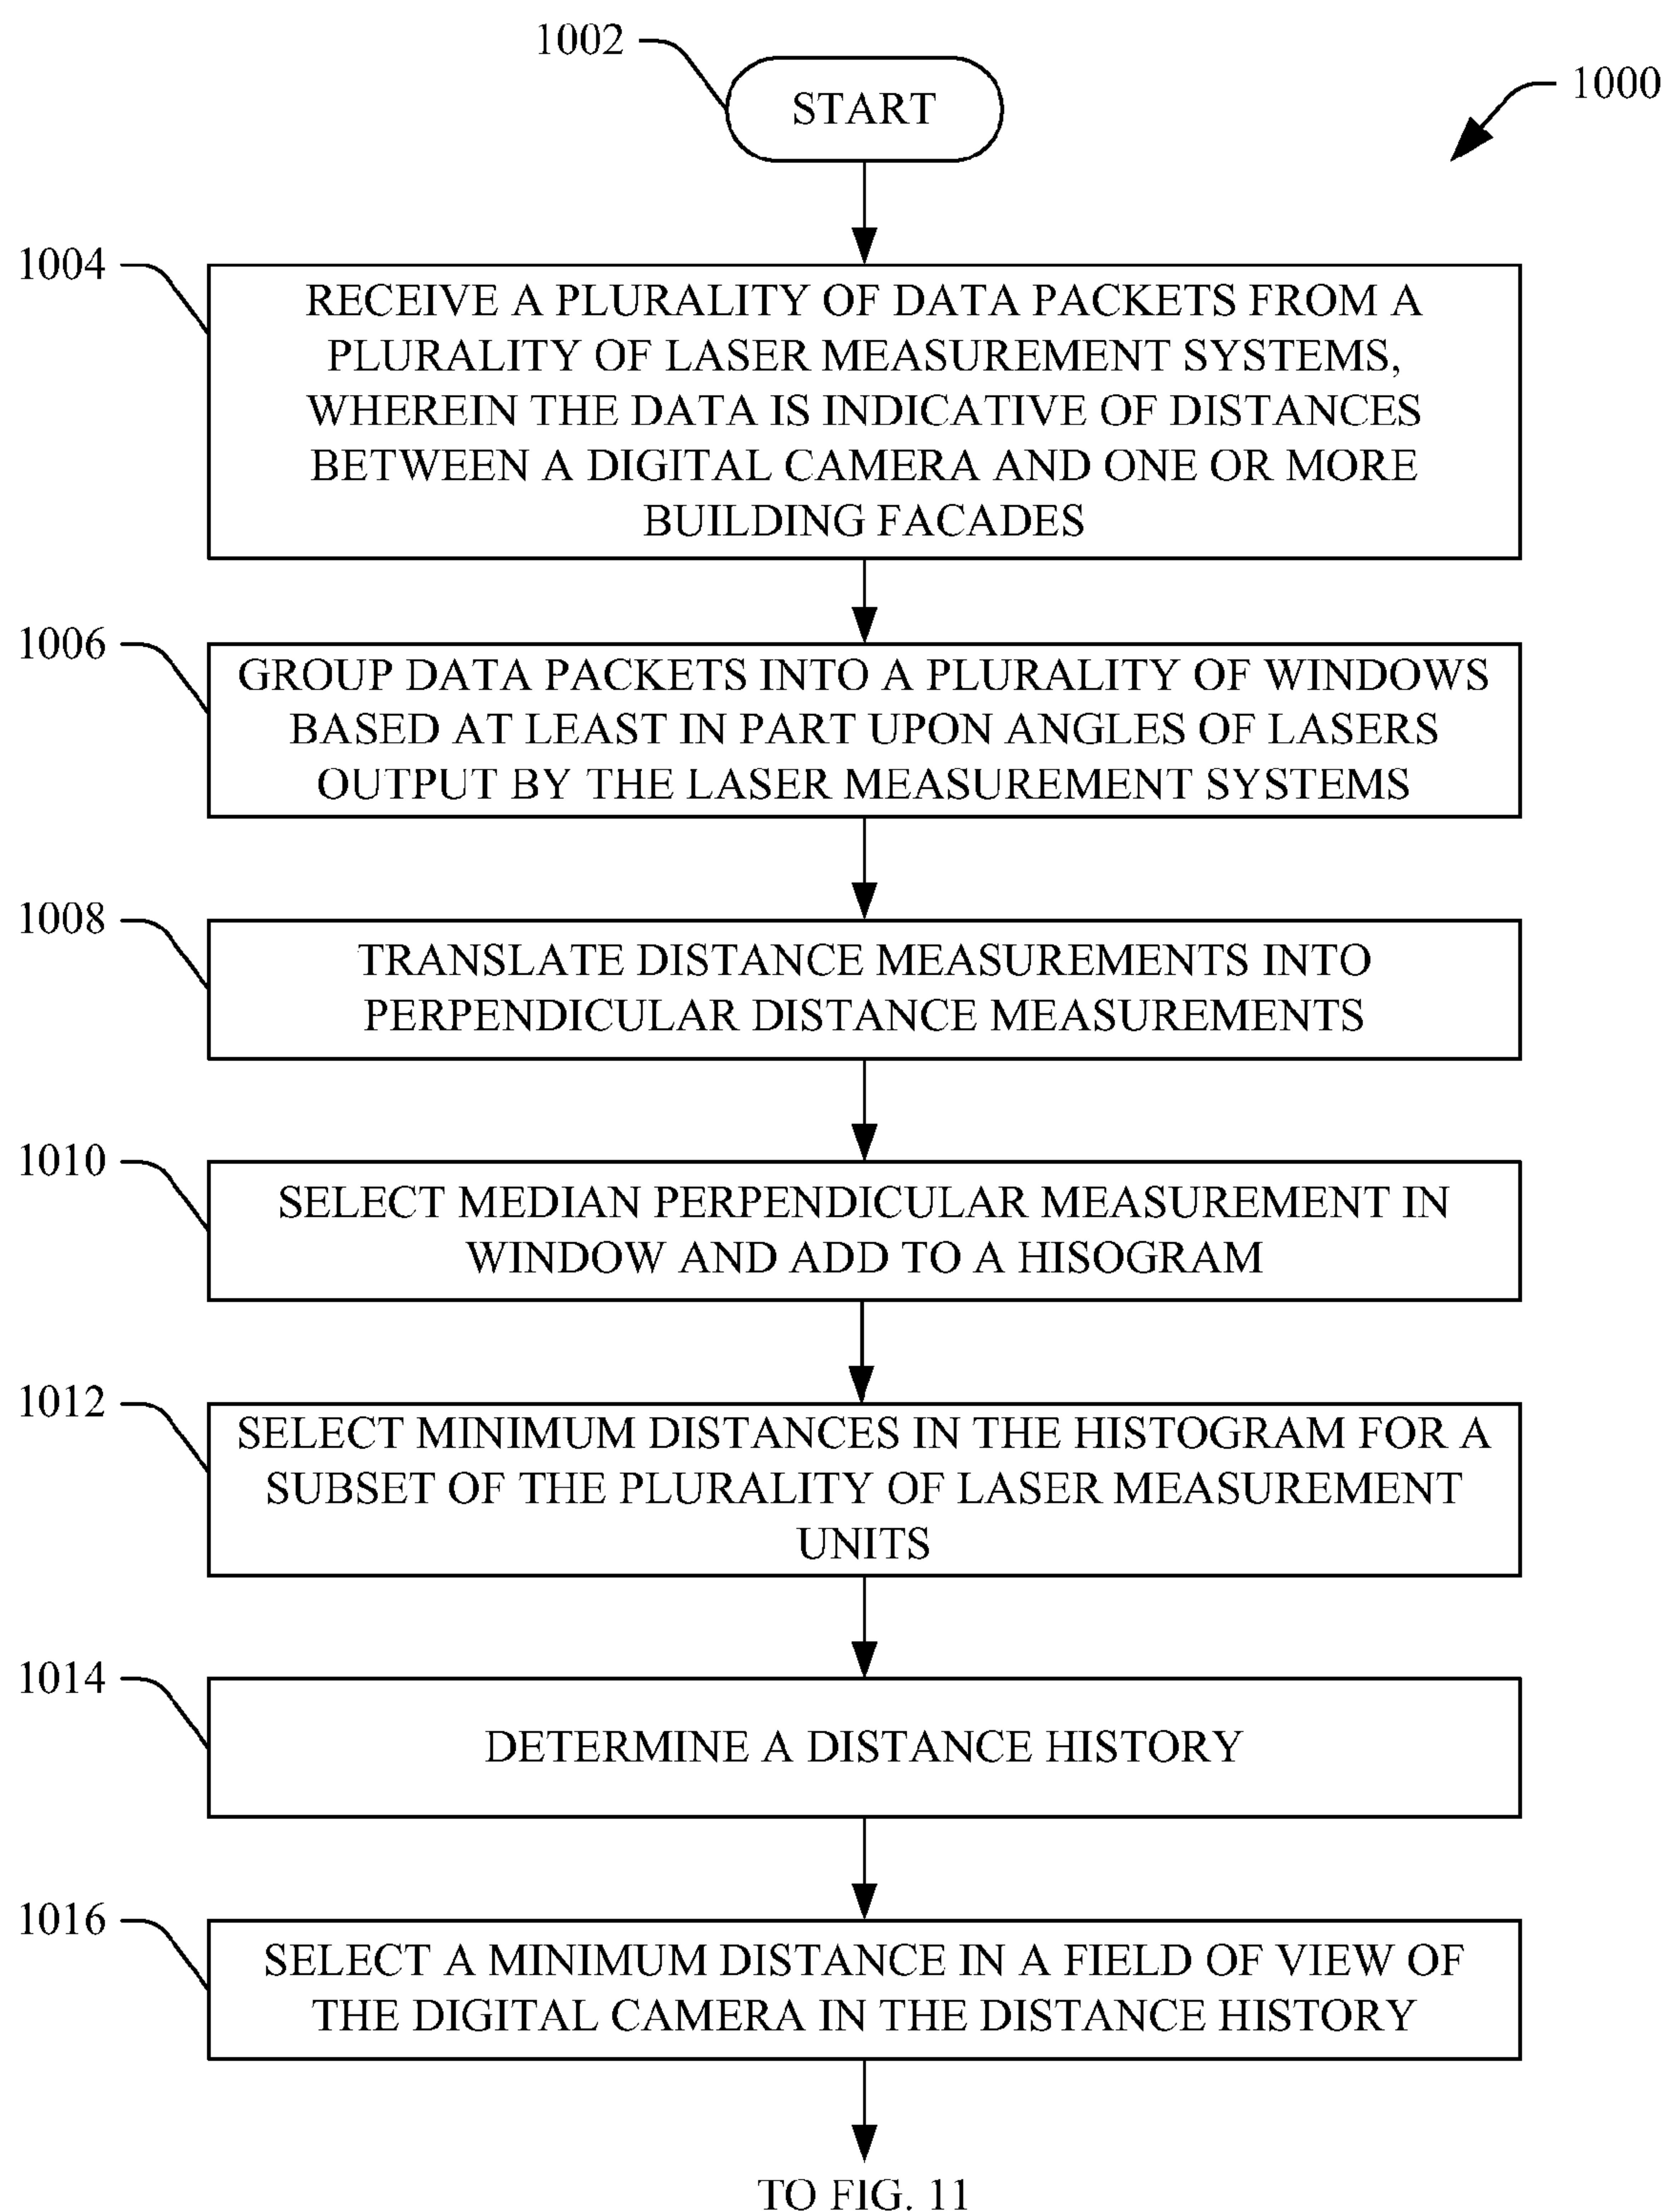 1002
START
1000
1004
RECEIVE A PLURALITY OF DATA PACKETS FROM A
PLURALITY OF LASER MEASUREMENT SYSTEMS,
WHEREIN THE DATA IS INDICATIVE OF DISTANCES
BETWEEN A DIGITAL CAMERA AND ONE OR MORE
BUILDING FACADES
1006
GROUP DATA PACKETS INTO A PLURALITY OF WINDOWS
BASED AT LEAST IN PART UPON ANGLES OF LASERS
OUTPUT BY THE LASER MEASUREMENT SYSTEMS
1008
TRANSLATE DISTANCE MEASUREMENTS INTO
PERPENDICULAR DISTANCE MEASUREMENTS
1010
SELECT MEDIAN PERPENDICULAR MEASUREMENT IN
WINDOW AND ADD TO A HISOGRAM
1012
SELECT MINIMUM DISTANCES IN THE HISTOGRAM FOR A
SUBSET OF THE PLURALITY OF LASER MEASUREMENT
UNITS
1014
DETERMINE A DISTANCE HISTORY
1016
SELECT A MINIMUM DISTANCE IN A FIELD OF VIEW OF
THE DIGITAL CAMERA IN THE DISTANCE HISTORY
TO FIG. 11